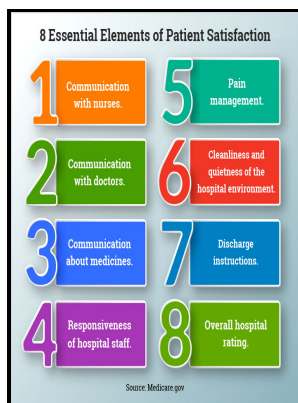 8 Essential Elements of Patient Satisfaction
1
Communication
with nurses.
2
Communication
with doctors.
3
Communication
about medicines.
4
Responsiveness
of hospital staff.
5
Pain
management.
6
Cleanliness and
quietness of the
hospital environment.
7
Discharge
instructions.
8
Overall hospital
rating.
Source: Medicare.gov